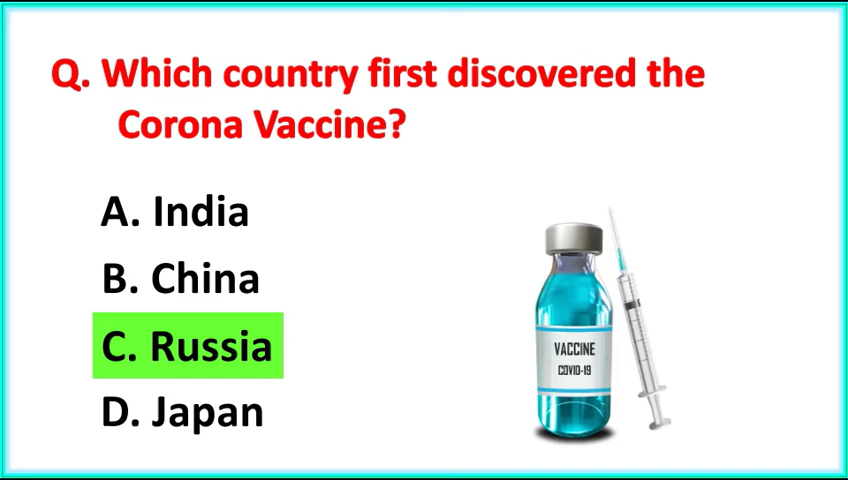 Q. Which country first discovered the
Corona Vaccine?
A. India
B. China
C. Russia
D. Japan
VACCINE
COVID-19